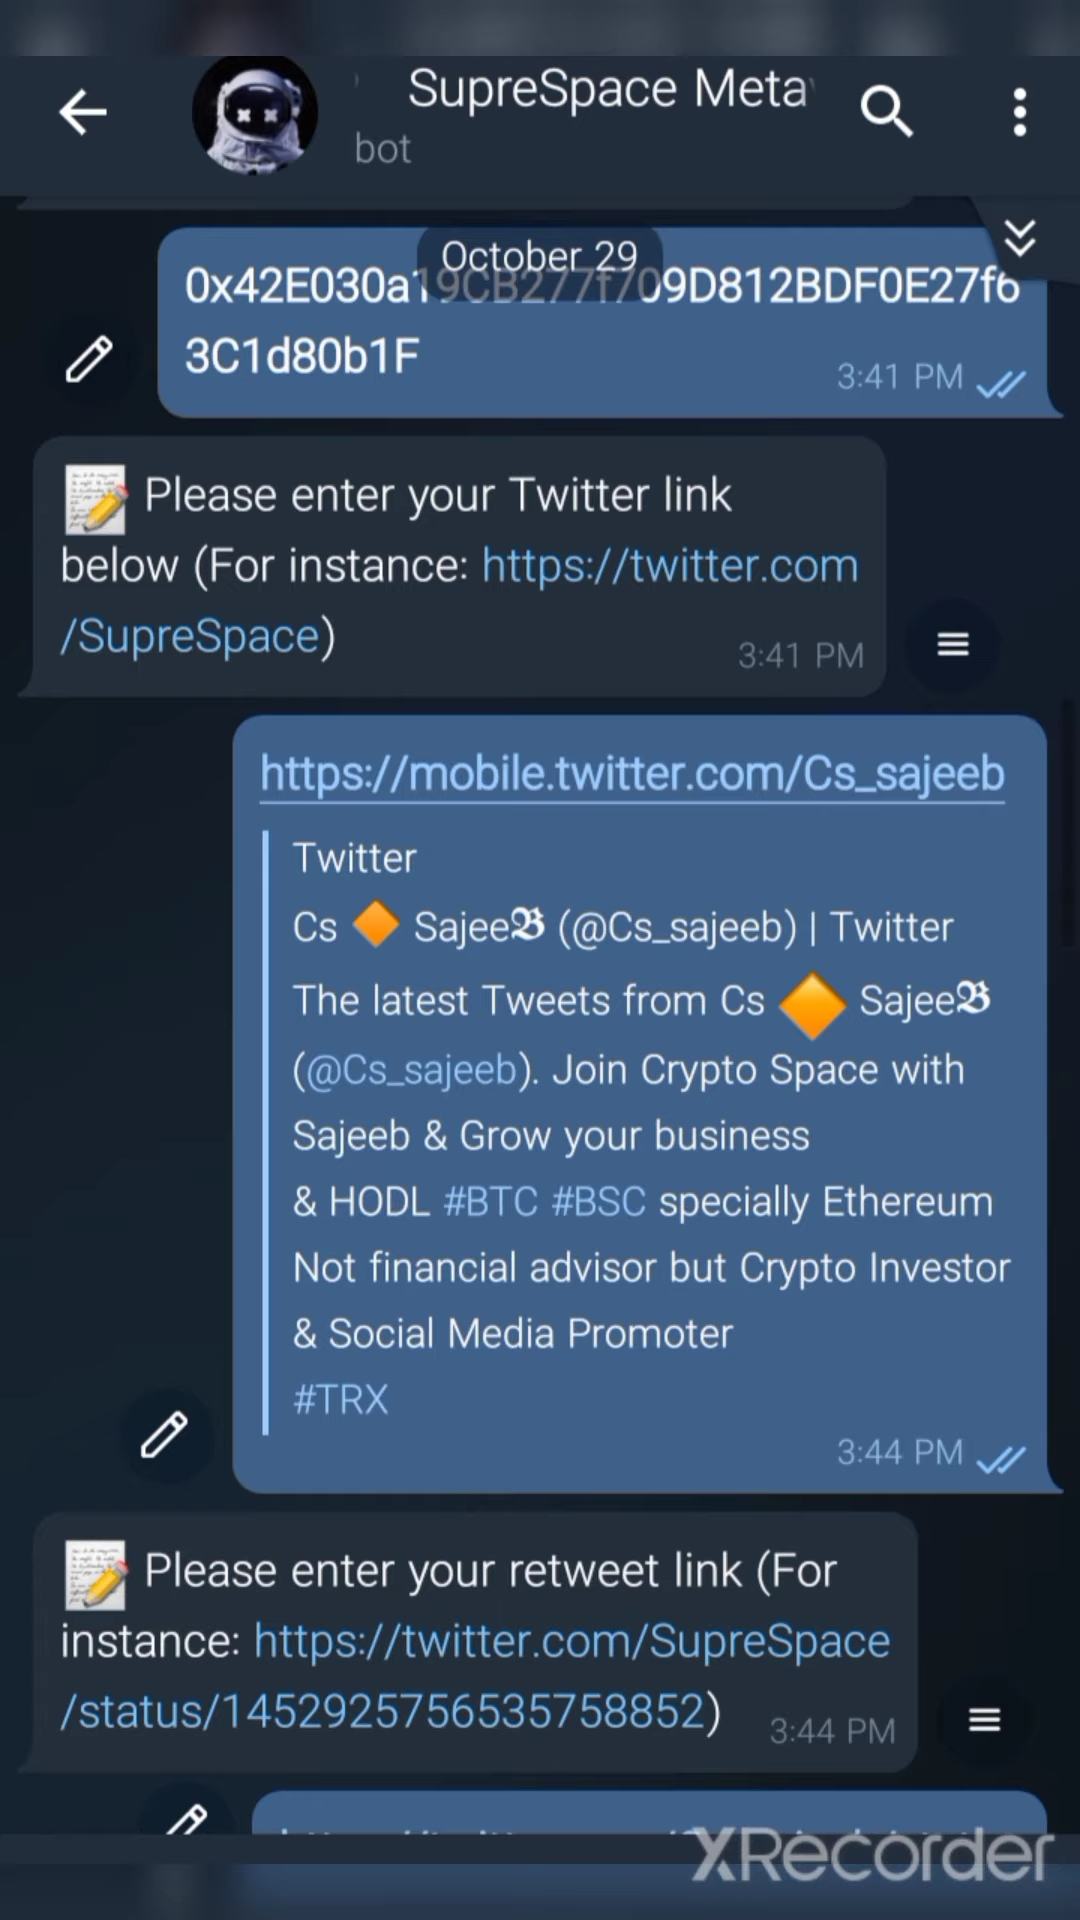 SupreSpace Meta
bot
October 29
0x42E030a19CB277f709D812BDF0E27f6
3C1d80b1F
3:41 PM
Please enter your Twitter link
below (For instance: https://twitter.com
/SupreSpace)
3:41 PM
https://mobile.twitter.com/Cs_sajeeb
Twitter
Cs 🔶 Sajee𝕭 (@Cs_sajeeb) | Twitter
The latest Tweets from Cs 🔶 Sajee𝕭
(@Cs_sajeeb). Join Crypto Space with
Sajeeb & Grow your business
& HODL #BTC #BSC specially Ethereum
Not financial advisor but Crypto Investor
& Social Media Promoter
#TRX
3:44 PM
Please enter your retweet link (For
instance: https://twitter.com/SupreSpace
/status/1452925756535758852)
3:44 PM
XRecorder